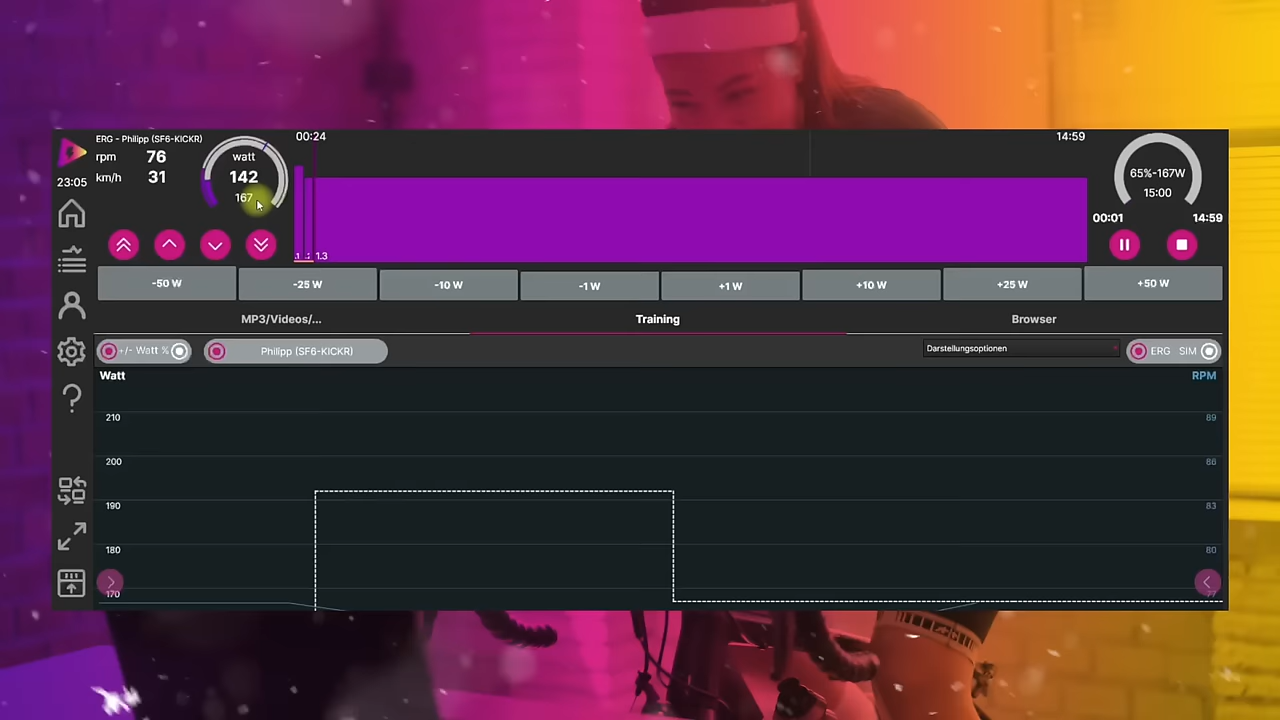 ERG - Philipp (SF6-KICKR)
rpm 76
km/h 31
23:05
watt
142
167
00:24
14:59
.1 .2 1.3
65%-167W
15:00
00:01
14:59
-50 W
-25 W
-10 W
-1 W
+1 W
+10 W
+25 W
+50 W
MP3/Videos/...
Training
Browser
+/- Watt %
Philipp (SF6-KICKR)
Darstellungsoptionen
ERG SIM
Watt
RPM
210
89
200
86
190
83
180
80
170
77